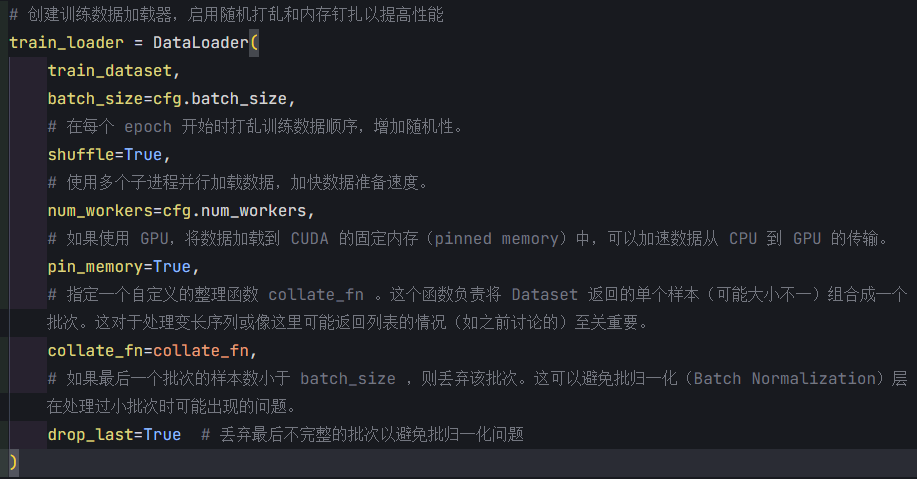 # 创建训练数据加载器，启用随机打乱和内存钉扎以提高性能
train_loader = DataLoader(
    train_dataset,
    batch_size=cfg.batch_size,
    # 在每个 epoch 开始时打乱训练数据顺序，增加随机性。
    shuffle=True,
    # 使用多个子进程并行加载数据，加快数据准备速度。
    num_workers=cfg.num_workers,
    # 如果使用 GPU，将数据加载到 CUDA 的固定内存（pinned memory）中，可以加速数据从 CPU 到 GPU 的传输。
    pin_memory=True,
    # 指定一个自定义的整理函数 collate_fn 。这个函数负责将 Dataset 返回的单个样本（可能大小不一）组合成一个
    批次。这对于处理变长序列或像这里可能返回列表的情况（如之前讨论的）至关重要。
    collate_fn=collate_fn,
    # 如果最后一个批次的样本数小于 batch_size ，则丢弃该批次。这可以避免批归一化（Batch Normalization）层
    在处理过小批次时可能出现的问题。
    drop_last=True  # 丢弃最后不完整的批次以避免批归一化问题
)